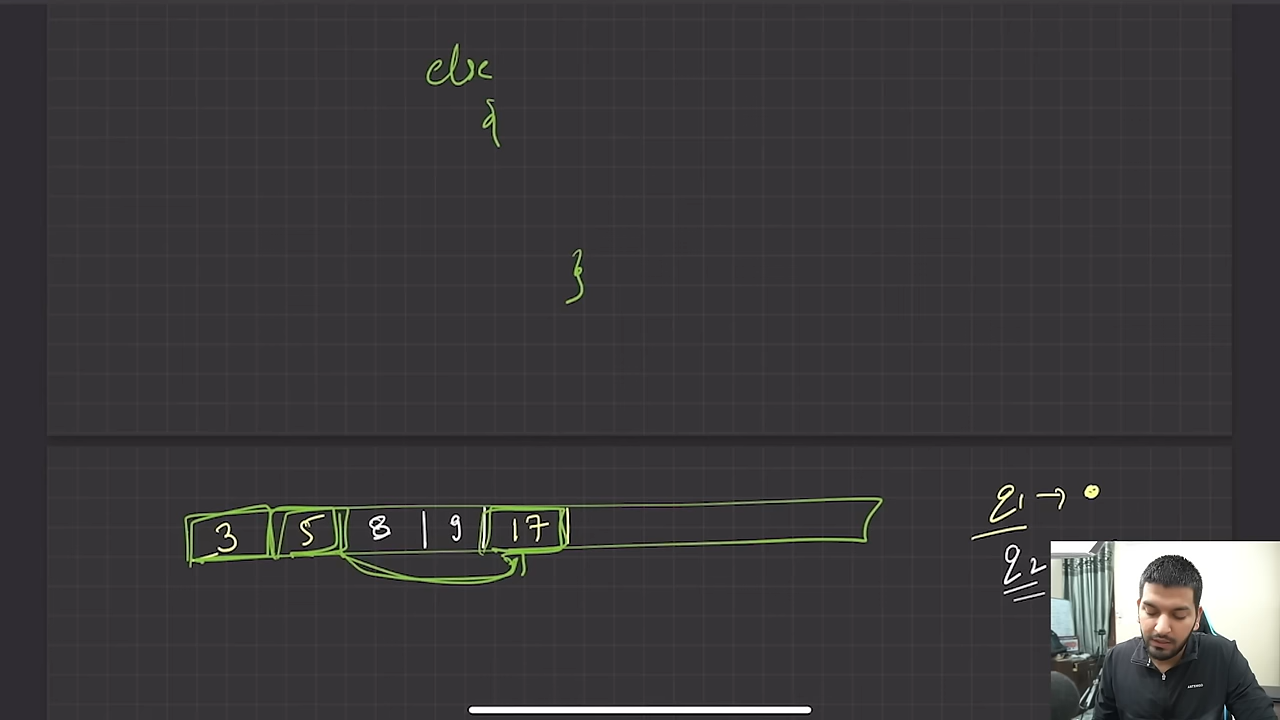 else
{
}
3 5 8 | 9 17
q1 →
q2